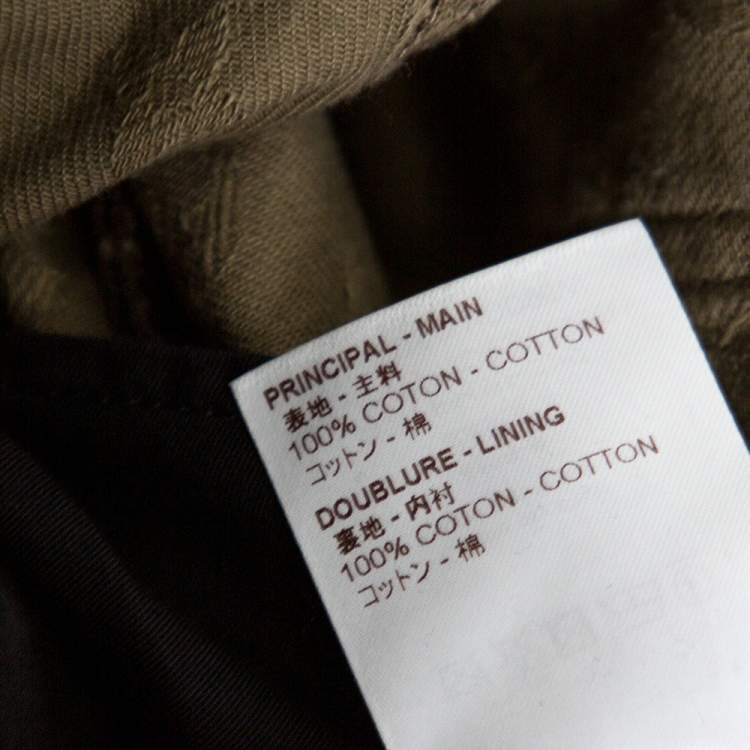 PRINCIPAL - MAIN
表地 - 主料
100% COTON - COTTON
コットン - 棉
DOUBLURE - LINING
裏地 - 内衬
100% COTON - COTTON
コットン - 棉